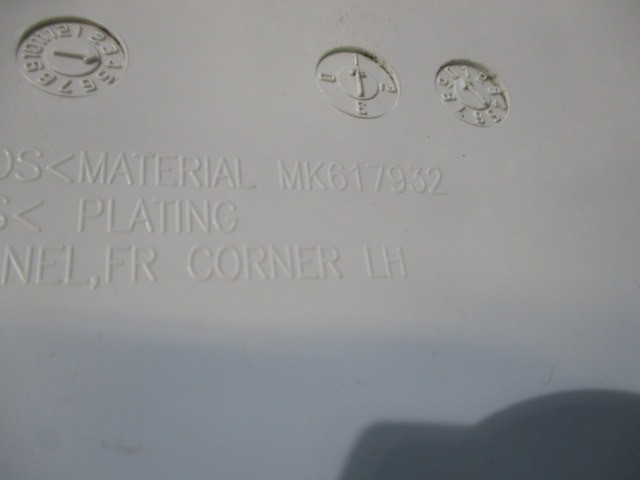 DS<MATERIAL MK617932
S< PLATING
NEL,FR CORNER LH